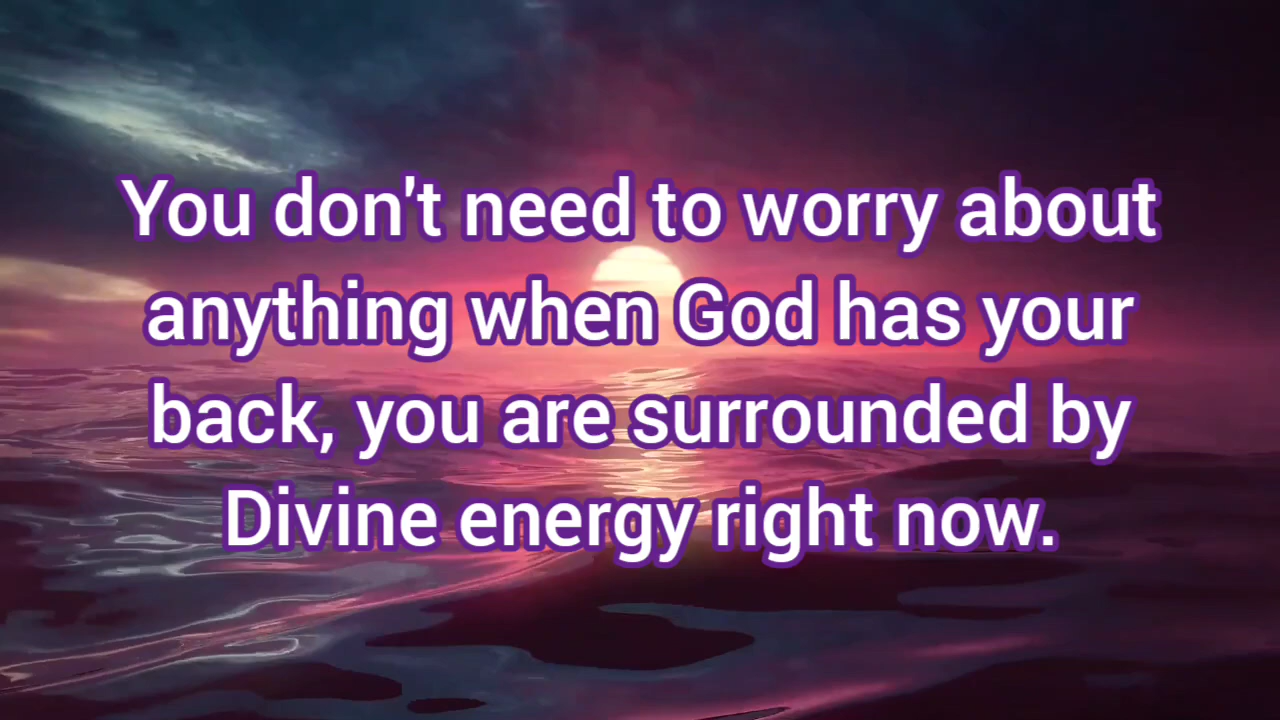 You don't need to worry about
anything when God has your
back, you are surrounded by
Divine energy right now.